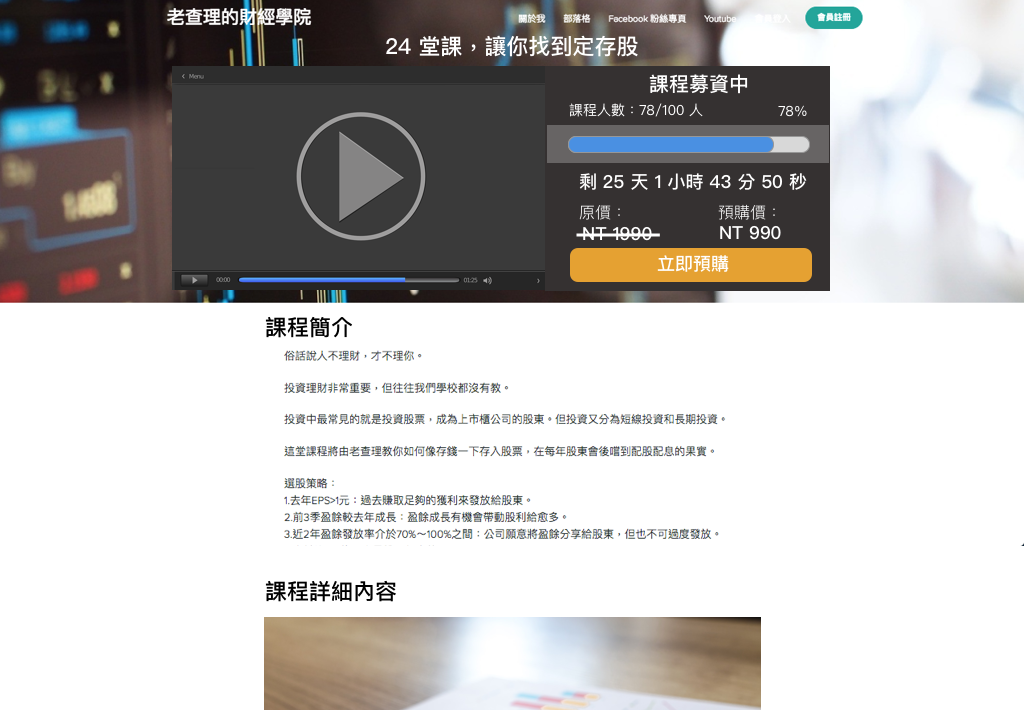 老查理的財經學院
關於我
部落格
Facebook 粉絲專頁
Youtube
會員登入
會員註冊
24 堂課，讓你找到定存股
Menu
課程募資中
課程人數：78/100 人
78%
剩 25 天 1 小時 43 分 50 秒
原價：
預購價：
NT 1990
NT 990
立即預購
00:00
01:25
課程簡介
俗話說人不理財，才不理你。
投資理財非常重要，但往往我們學校都沒有教。
投資中最常見的就是投資股票，成為上市櫃公司的股東。但投資又分為短線投資和長期投資。
這堂課程將由老查理教你如何像存錢一下存入股票，在每年股東會後嚐到配股配息的果實。
選股策略：
1.去年EPS>1元：過去賺取足夠的獲利來發放給股東。
2.前3季盈餘較去年成長：盈餘成長有機會帶動股利給愈多。
3.近2年盈餘發放率介於70%～100%之間：公司願意將盈餘分享給股東，但也不可過度發放。
課程詳細內容